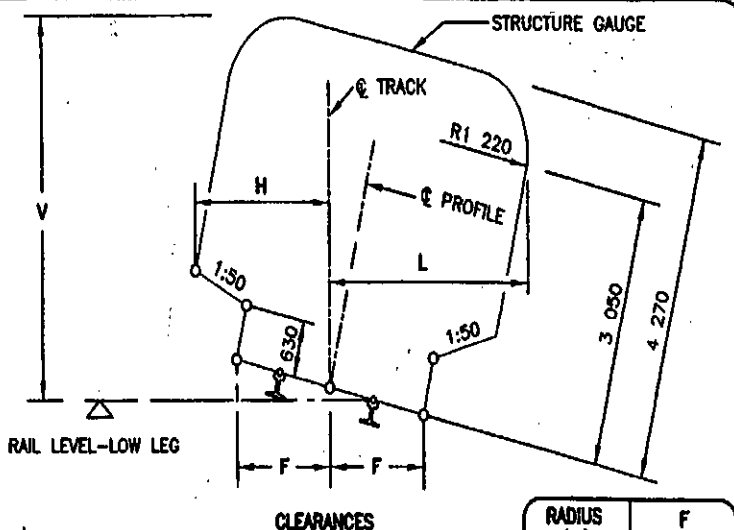 STRUCTURE GAUGE
℄ TRACK
R1 220
V
H
℄ PROFILE
L
1:50
1:50
630
3 050
4 270
RAIL LEVEL-LOW LEG
F
F
CLEARANCES
RADIUS
F